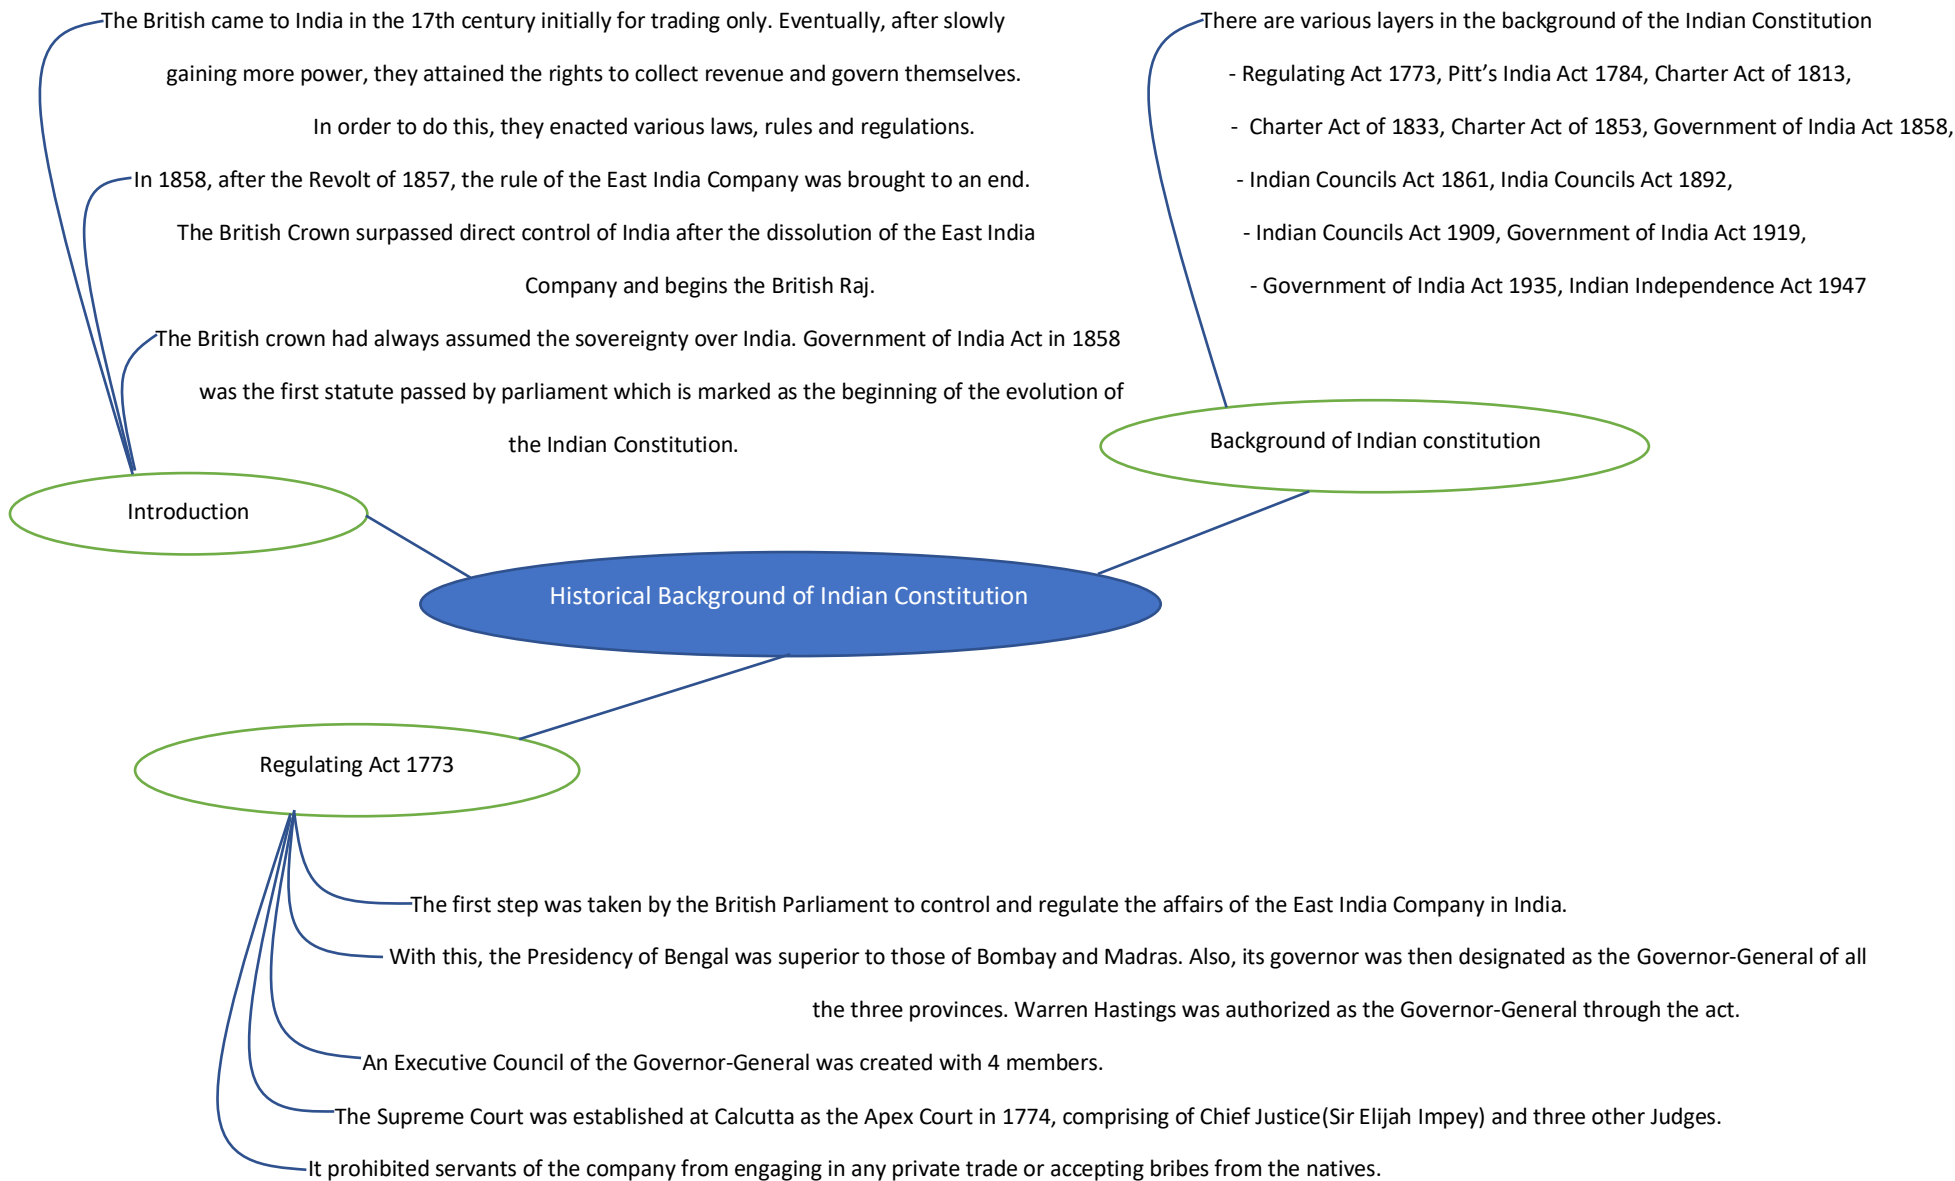 The British came to India in the 17th century initially for trading only. Eventually, after slowly
gaining more power, they attained the rights to collect revenue and govern themselves.
In order to do this, they enacted various laws, rules and regulations.
In 1858, after the Revolt of 1857, the rule of the East India Company was brought to an end.
The British Crown surpassed direct control of India after the dissolution of the East India
Company and begins the British Raj.
The British crown had always assumed the sovereignty over India. Government of India Act in 1858
was the first statute passed by parliament which is marked as the beginning of the evolution of
the Indian Constitution.
Introduction
There are various layers in the background of the Indian Constitution
- Regulating Act 1773, Pitt’s India Act 1784, Charter Act of 1813,
- Charter Act of 1833, Charter Act of 1853, Government of India Act 1858,
- Indian Councils Act 1861, India Councils Act 1892,
- Indian Councils Act 1909, Government of India Act 1919,
- Government of India Act 1935, Indian Independence Act 1947
Background of Indian constitution
Historical Background of Indian Constitution
Regulating Act 1773
The first step was taken by the British Parliament to control and regulate the affairs of the East India Company in India.
With this, the Presidency of Bengal was superior to those of Bombay and Madras. Also, its governor was then designated as the Governor-General of all
the three provinces. Warren Hastings was authorized as the Governor-General through the act.
An Executive Council of the Governor-General was created with 4 members.
The Supreme Court was established at Calcutta as the Apex Court in 1774, comprising of Chief Justice(Sir Elijah Impey) and three other Judges.
It prohibited servants of the company from engaging in any private trade or accepting bribes from the natives.